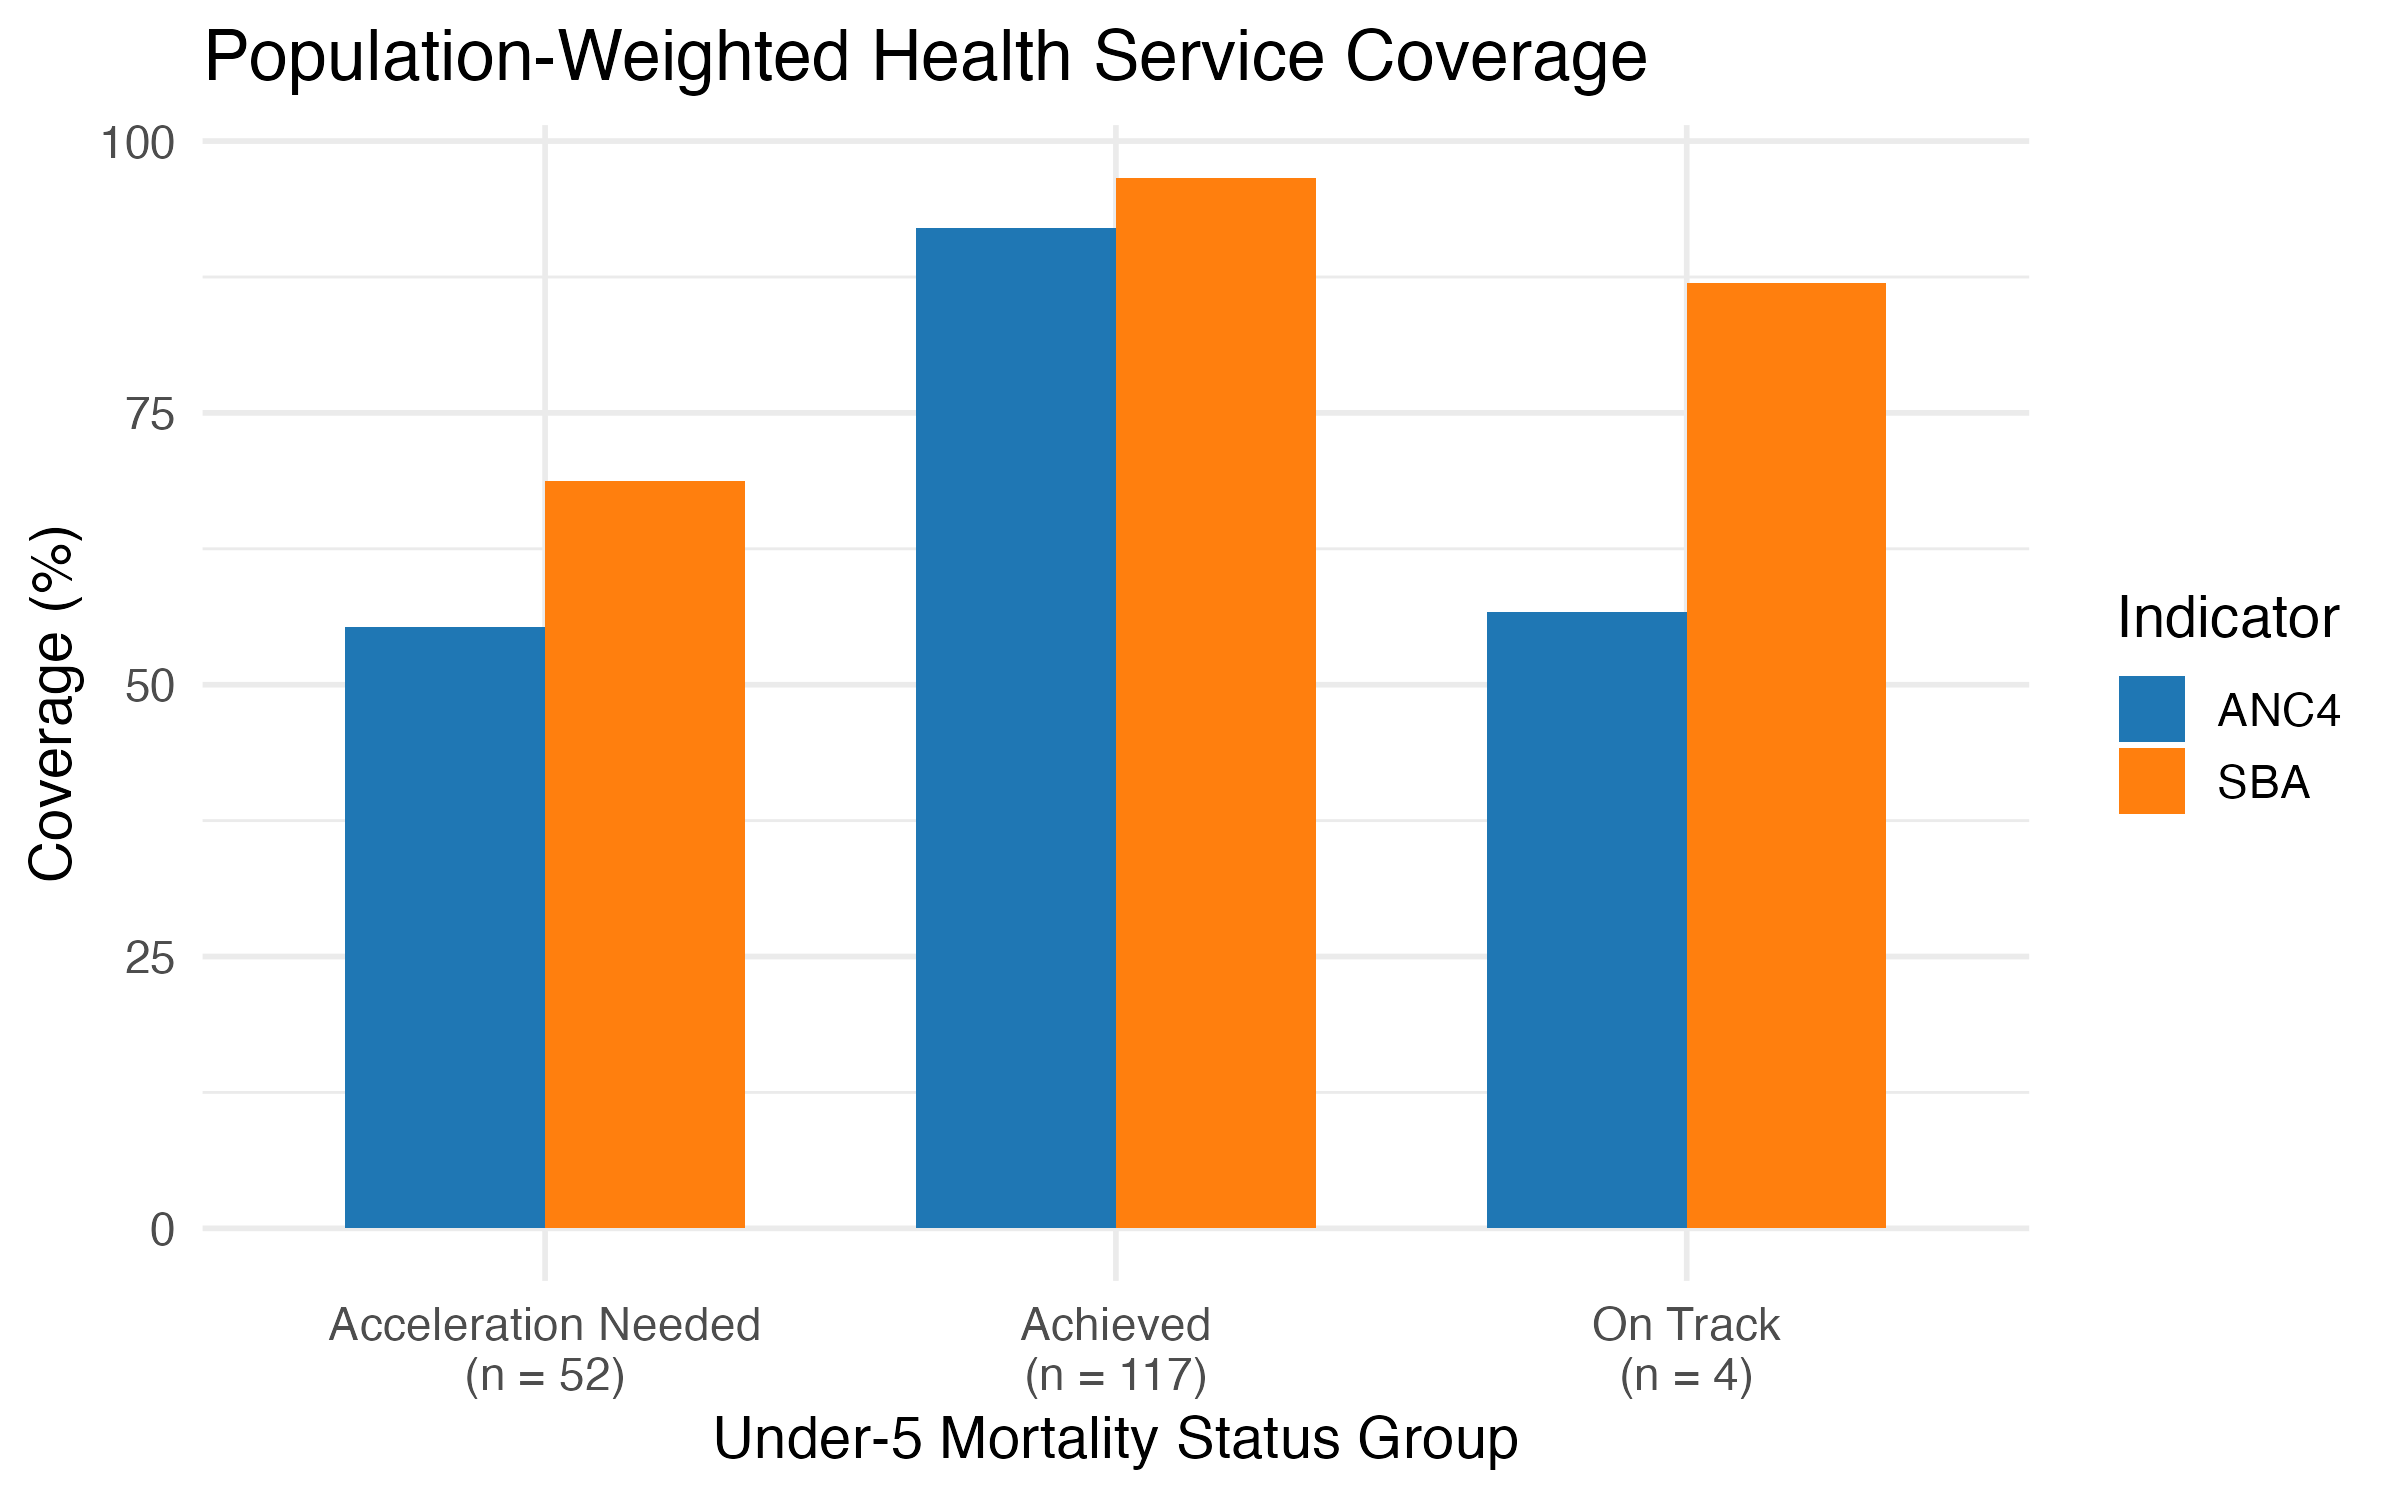 Population-Weighted Health Service Coverage
Coverage (%)
100
75
50
25
0
Acceleration Needed
(n = 52)
Achieved
(n = 117)
On Track
(n = 4)
Under-5 Mortality Status Group
Indicator
ANC4
SBA